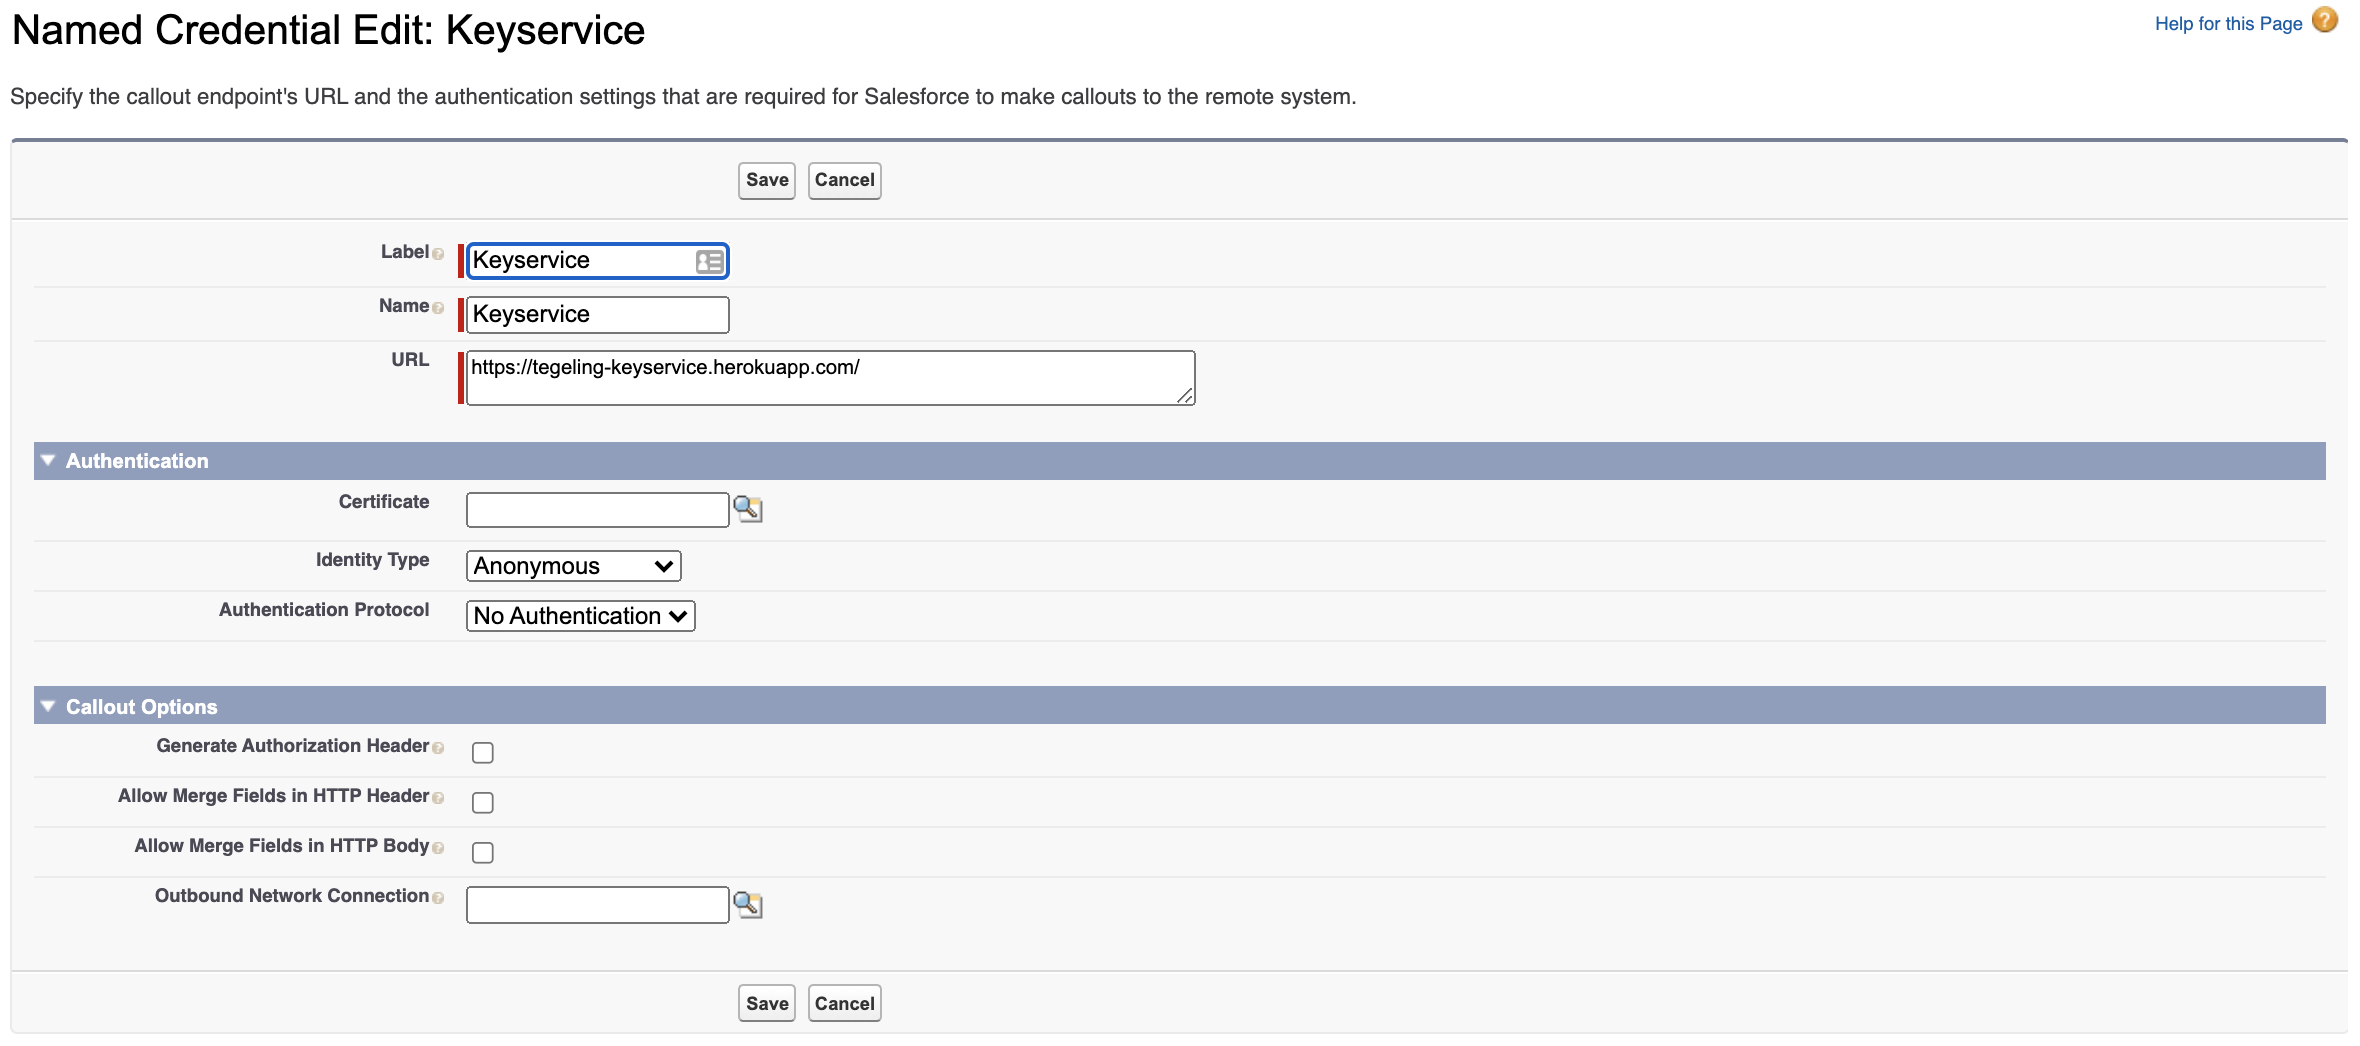 Named Credential Edit: Keyservice
Help for this Page ?
Specify the callout endpoint's URL and the authentication settings that are required for Salesforce to make callouts to the remote system.
Save Cancel
Label ? Keyservice
Name ? Keyservice
URL https://tegeling-keyservice.herokuapp.com/
Authentication
Certificate
Identity Type Anonymous
Authentication Protocol No Authentication
Callout Options
Generate Authorization Header ?
Allow Merge Fields in HTTP Header ?
Allow Merge Fields in HTTP Body ?
Outbound Network Connection ?
Save Cancel